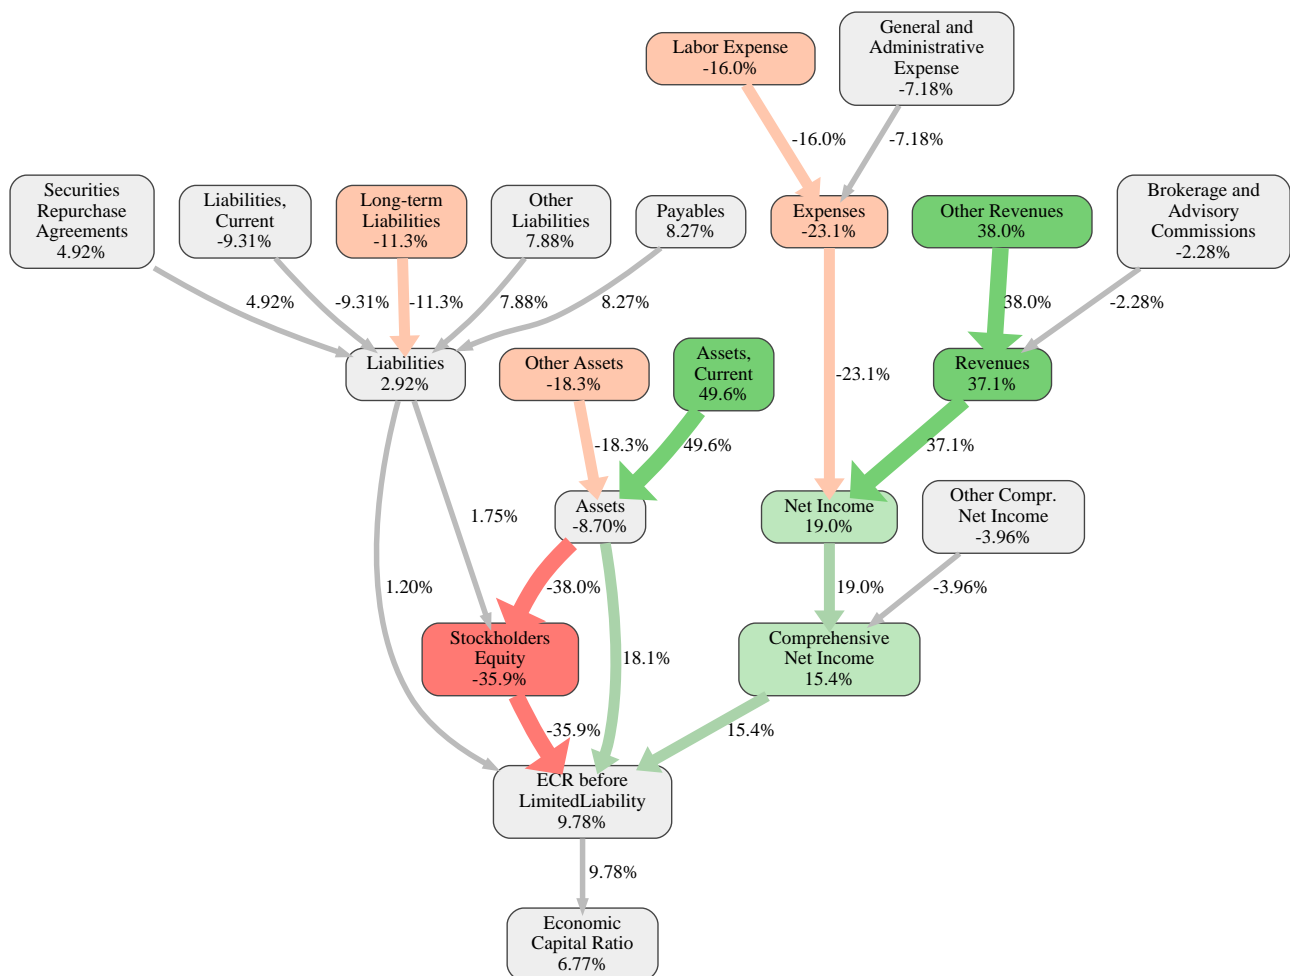 Labor Expense
-16.0%
General and
Administrative
Expense
-7.18%
-16.0%
-7.18%
Securities
Repurchase
Agreements
4.92%
Liabilities,
Current
-9.31%
Long-term
Liabilities
-11.3%
Other
Liabilities
7.88%
Payables
8.27%
Expenses
-23.1%
Other Revenues
38.0%
Brokerage and
Advisory
Commissions
-2.28%
4.92%
-9.31%
-11.3%
7.88%
8.27%
38.0%
-2.28%
Liabilities
2.92%
Other Assets
-18.3%
Assets,
Current
49.6%
-23.1%
Revenues
37.1%
-18.3%
49.6%
37.1%
1.75%
Assets
-8.70%
Net Income
19.0%
Other Compr.
Net Income
-3.96%
1.20%
-38.0%
18.1%
19.0%
-3.96%
Stockholders
Equity
-35.9%
Comprehensive
Net Income
15.4%
-35.9%
15.4%
ECR before
LimitedLiability
9.78%
9.78%
Economic
Capital Ratio
6.77%